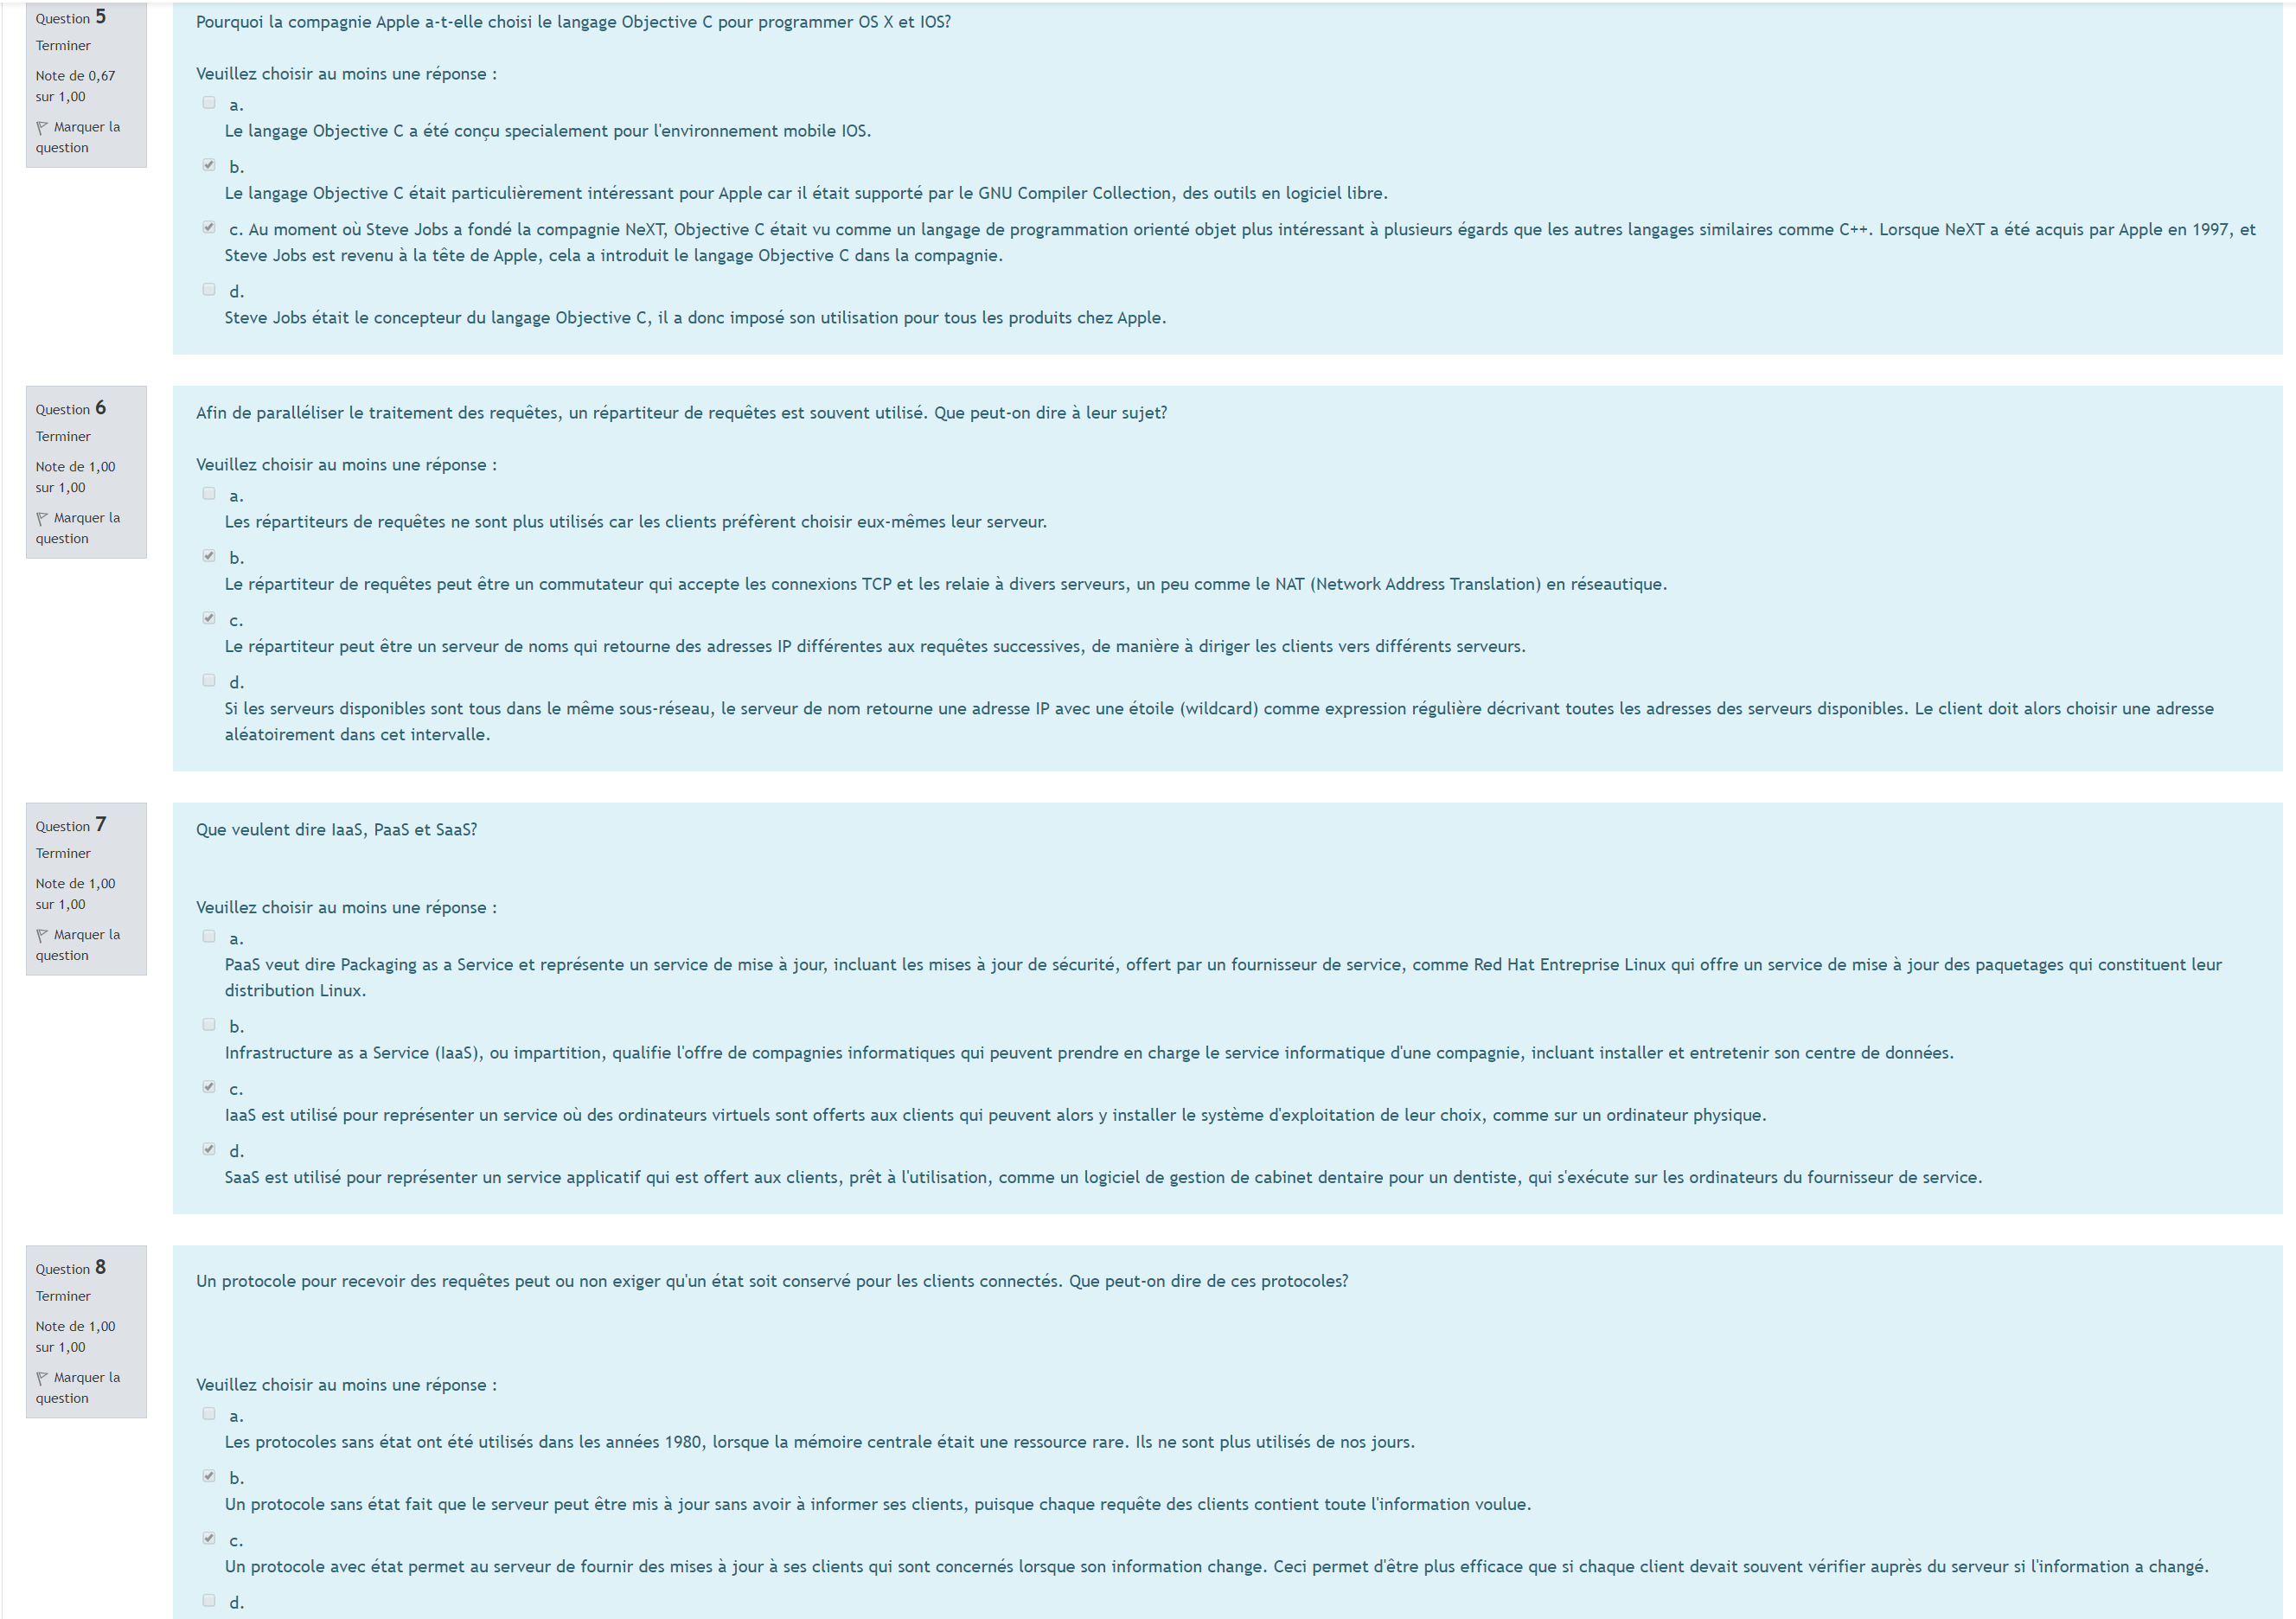 Question 5
Terminer
Note de 0,67
sur 1,00
Marquer la
question
Pourquoi la compagnie Apple a-t-elle choisi le langage Objective C pour programmer OS X et IOS?
Veuillez choisir au moins une réponse :
a.
Le langage Objective C a été conçu specialement pour l'environnement mobile IOS.
b.
Le langage Objective C était particulièrement intéressant pour Apple car il était supporté par le GNU Compiler Collection, des outils en logiciel libre.
c. Au moment où Steve Jobs a fondé la compagnie NeXT, Objective C était vu comme un langage de programmation orienté objet plus intéressant à plusieurs égards que les autres langages similaires comme C++. Lorsque NeXT a été acquis par Apple en 1997, et
Steve Jobs est revenu à la tête de Apple, cela a introduit le langage Objective C dans la compagnie.
d.
Steve Jobs était le concepteur du langage Objective C, il a donc imposé son utilisation pour tous les produits chez Apple.
Question 6
Terminer
Note de 1,00
sur 1,00
Marquer la
question
Afin de paralléliser le traitement des requêtes, un répartiteur de requêtes est souvent utilisé. Que peut-on dire à leur sujet?
Veuillez choisir au moins une réponse :
a.
Les répartiteurs de requêtes ne sont plus utilisés car les clients préfèrent choisir eux-mêmes leur serveur.
b.
Le répartiteur de requêtes peut être un commutateur qui accepte les connexions TCP et les relaie à divers serveurs, un peu comme le NAT (Network Address Translation) en réseautique.
c.
Le répartiteur peut être un serveur de noms qui retourne des adresses IP différentes aux requêtes successives, de manière à diriger les clients vers différents serveurs.
d.
Si les serveurs disponibles sont tous dans le même sous-réseau, le serveur de nom retourne une adresse IP avec une étoile (wildcard) comme expression régulière décrivant toutes les adresses des serveurs disponibles. Le client doit alors choisir une adresse
aléatoirement dans cet intervalle.
Question 7
Terminer
Note de 1,00
sur 1,00
Marquer la
question
Que veulent dire IaaS, PaaS et SaaS?
Veuillez choisir au moins une réponse :
a.
PaaS veut dire Packaging as a Service et représente un service de mise à jour, incluant les mises à jour de sécurité, offert par un fournisseur de service, comme Red Hat Entreprise Linux qui offre un service de mise à jour des paquetages qui constituent leur
distribution Linux.
b.
Infrastructure as a Service (IaaS), ou impartition, qualifie l'offre de compagnies informatiques qui peuvent prendre en charge le service informatique d'une compagnie, incluant installer et entretenir son centre de données.
c.
IaaS est utilisé pour représenter un service où des ordinateurs virtuels sont offerts aux clients qui peuvent alors y installer le système d'exploitation de leur choix, comme sur un ordinateur physique.
d.
SaaS est utilisé pour représenter un service applicatif qui est offert aux clients, prêt à l'utilisation, comme un logiciel de gestion de cabinet dentaire pour un dentiste, qui s'exécute sur les ordinateurs du fournisseur de service.
Question 8
Terminer
Note de 1,00
sur 1,00
Marquer la
question
Un protocole pour recevoir des requêtes peut ou non exiger qu'un état soit conservé pour les clients connectés. Que peut-on dire de ces protocoles?
Veuillez choisir au moins une réponse :
a.
Les protocoles sans état ont été utilisés dans les années 1980, lorsque la mémoire centrale était une ressource rare. Ils ne sont plus utilisés de nos jours.
b.
Un protocole sans état fait que le serveur peut être mis à jour sans avoir à informer ses clients, puisque chaque requête des clients contient toute l'information voulue.
c.
Un protocole avec état permet au serveur de fournir des mises à jour à ses clients qui sont concernés lorsque son information change. Ceci permet d'être plus efficace que si chaque client devait souvent vérifier auprès du serveur si l'information a changé.
d.